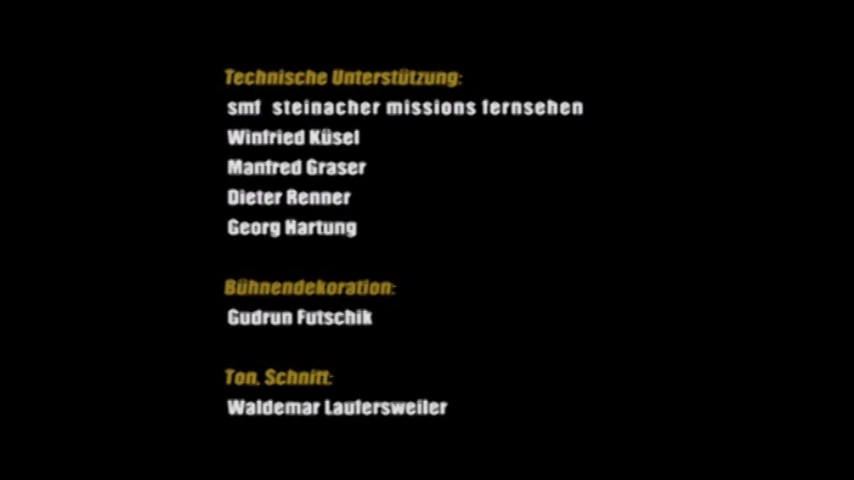 Technische Unterstützung:
smf steinacher missions fernsehen
Winfried Küsel
Manfred Graser
Dieter Renner
Georg Hartung
Bühnendekoration:
Gudrun Futschik
Ton, Schnitt:
Waldemar Laufersweiler